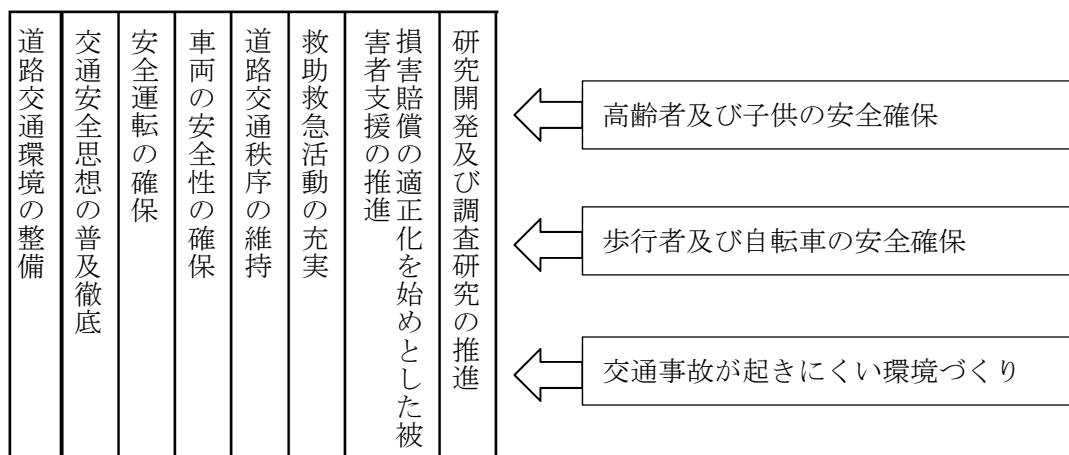 道路交通環境の整備
交通安全思想の普及徹底
安全運転の確保
車両の安全性の確保
道路交通秩序の維持
救助救急活動の充実
損害賠償の適正化を始めとした被
害者支援の推進
研究開発及び調査研究の推進
高齢者及び子供の安全確保
歩行者及び自転車の安全確保
交通事故が起きにくい環境づくり